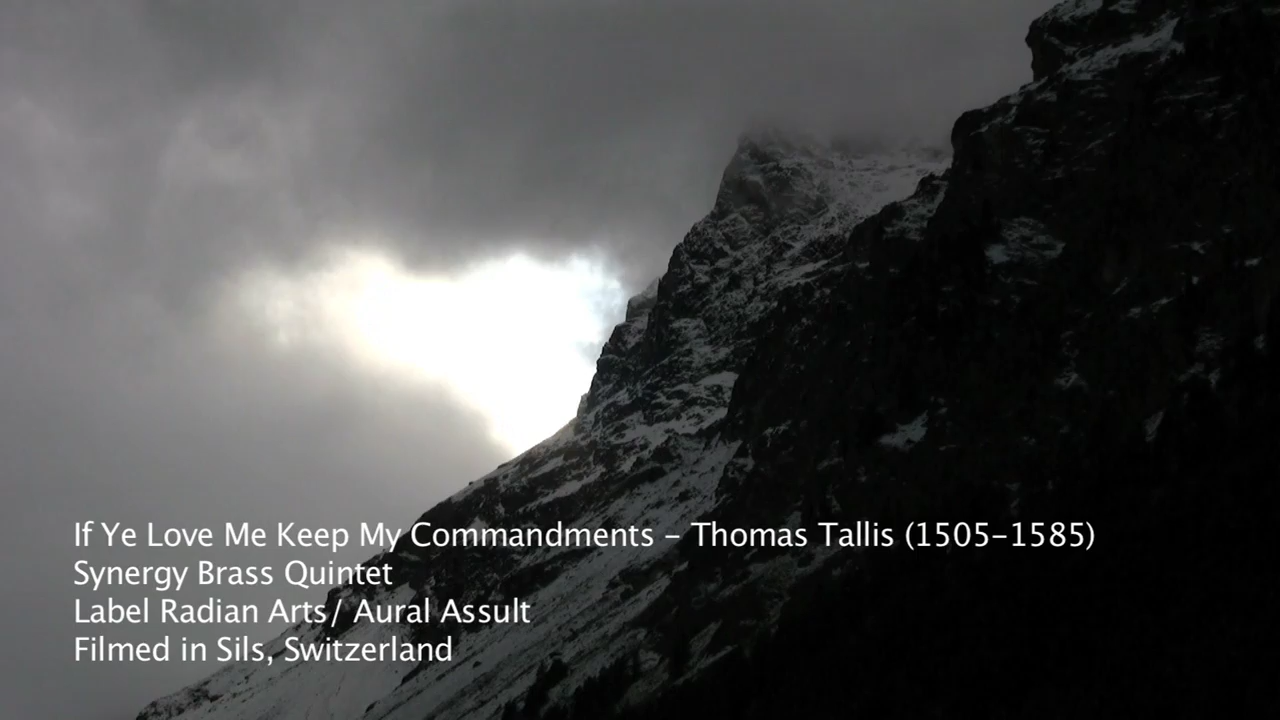 If Ye Love Me Keep My Commandments - Thomas Tallis (1505-1585)
Synergy Brass Quintet
Label Radian Arts/ Aural Assult
Filmed in Sils, Switzerland